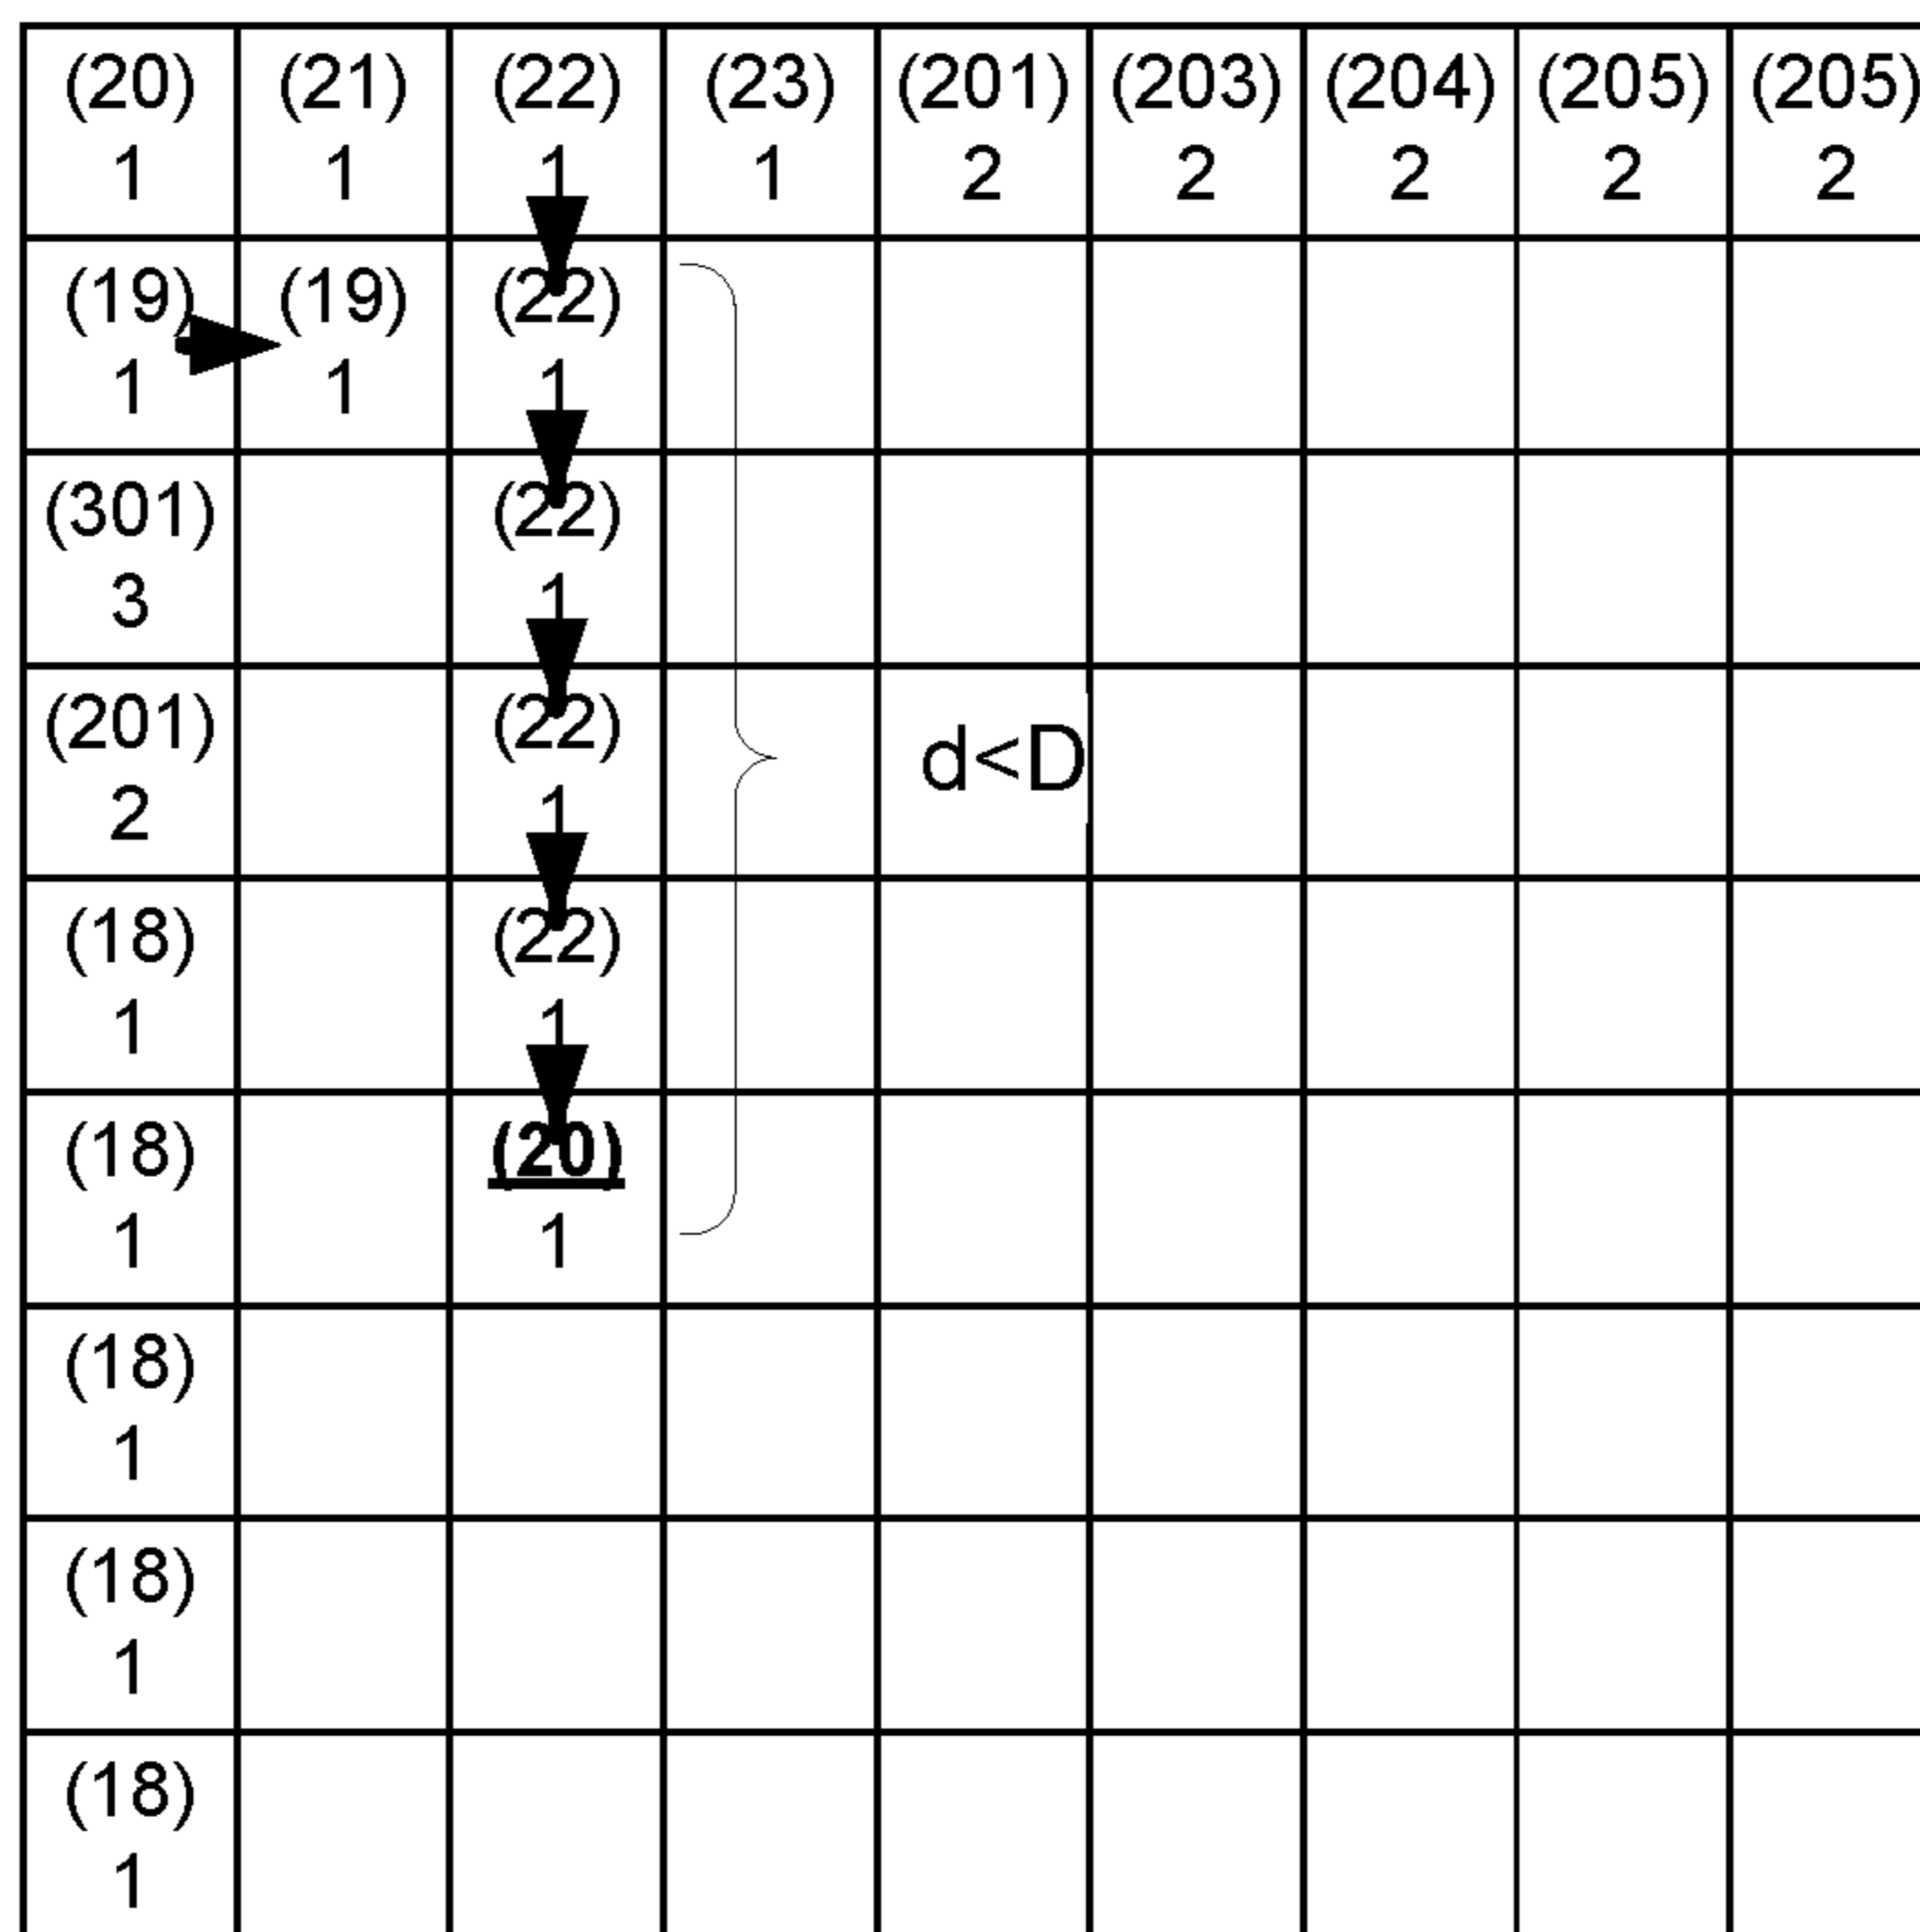 (20) (21) (22) (23) (201) (203) (204) (205) (205)
1 1 1 1 2 2 2 2 2
(19) (19) (22)
1 1 1
(301) (22)
3 1
(201) (22) d<D
2 1
(18) (22)
1 1
(18) (20)
1 1
(18)
1
(18)
1
(18)
1